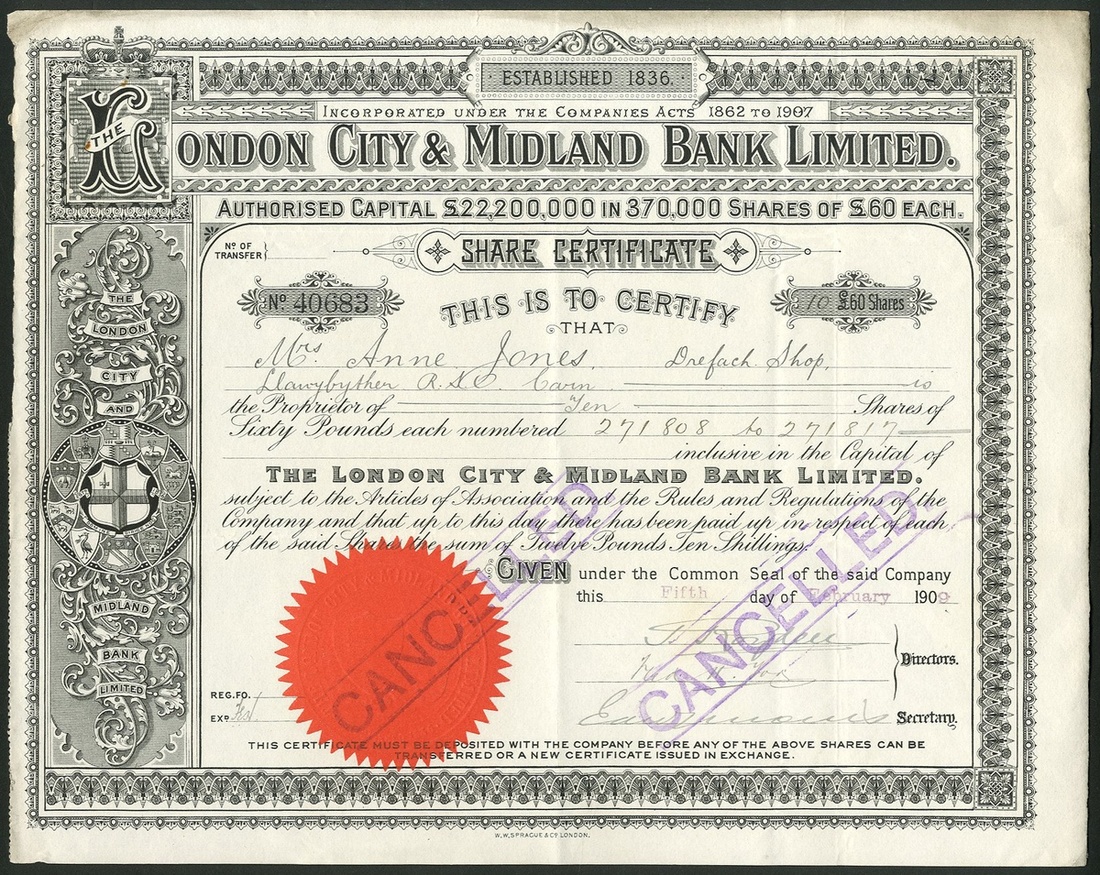 ESTABLISHED 1836.
INCORPORATED UNDER THE COMPANIES ACTS 1862 TO 1907
THE LONDON CITY & MIDLAND BANK LIMITED.
AUTHORISED CAPITAL £22,200,000 IN 370,000 SHARES OF £60 EACH.
No OF TRANSFER
SHARE CERTIFICATE
No 40683
10 £60 Shares
THIS IS TO CERTIFY
THAT
Mrs Anne Jones, Drefach Shop,
Llawybyther R.S.O. Carm is
the Proprietor of Ten Shares of
Sixty Pounds each numbered 271808 to 271817
inclusive in the Capital of
THE LONDON CITY & MIDLAND BANK LIMITED.
subject to the Articles of Association and the Rules and Regulations of the
Company and that up to this day there has been paid up in respect of each
of the said Shares the sum of Twelve Pounds Ten Shillings.
GIVEN under the Common Seal of the said Company
this Fifth day of February 1909
Directors.
Secretary.
REG. FO.
EXD
CANCELLED
CANCELLED
THIS CERTIFICATE MUST BE DEPOSITED WITH THE COMPANY BEFORE ANY OF THE ABOVE SHARES CAN BE
TRANSFERRED OR A NEW CERTIFICATE ISSUED IN EXCHANGE.
THE
LONDON
CITY
AND
MIDLAND
BANK
LIMITED
W.W. SPRAGUE & Co. LONDON.